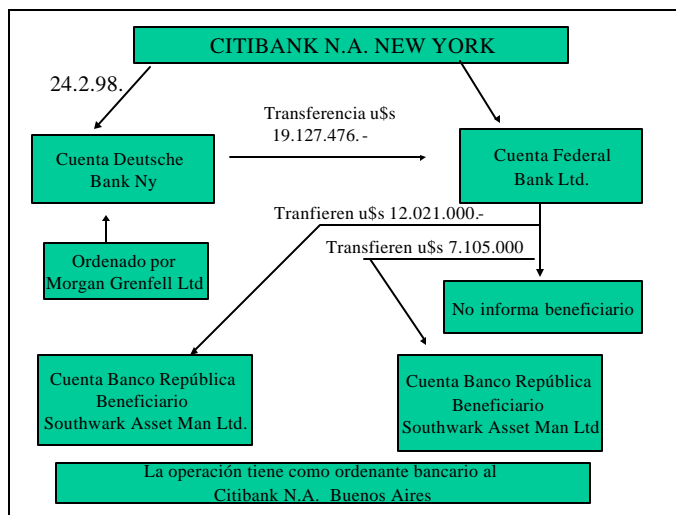 CITIBANK N.A. NEW YORK
24.2.98.
Transferencia u$s
19.127.476.-
Cuenta Deutsche
Bank Ny
Cuenta Federal
Bank Ltd.
Tranfieren u$s 12.021.000.-
Transfieren u$s 7.105.000
Ordenado por
Morgan Grenfell Ltd
No informa beneficiario
Cuenta Banco República
Beneficiario
Southwark Asset Man Ltd.
Cuenta Banco República
Beneficiario
Southwark Asset Man Ltd
La operación tiene como ordenante bancario al
Citibank N.A. Buenos Aires